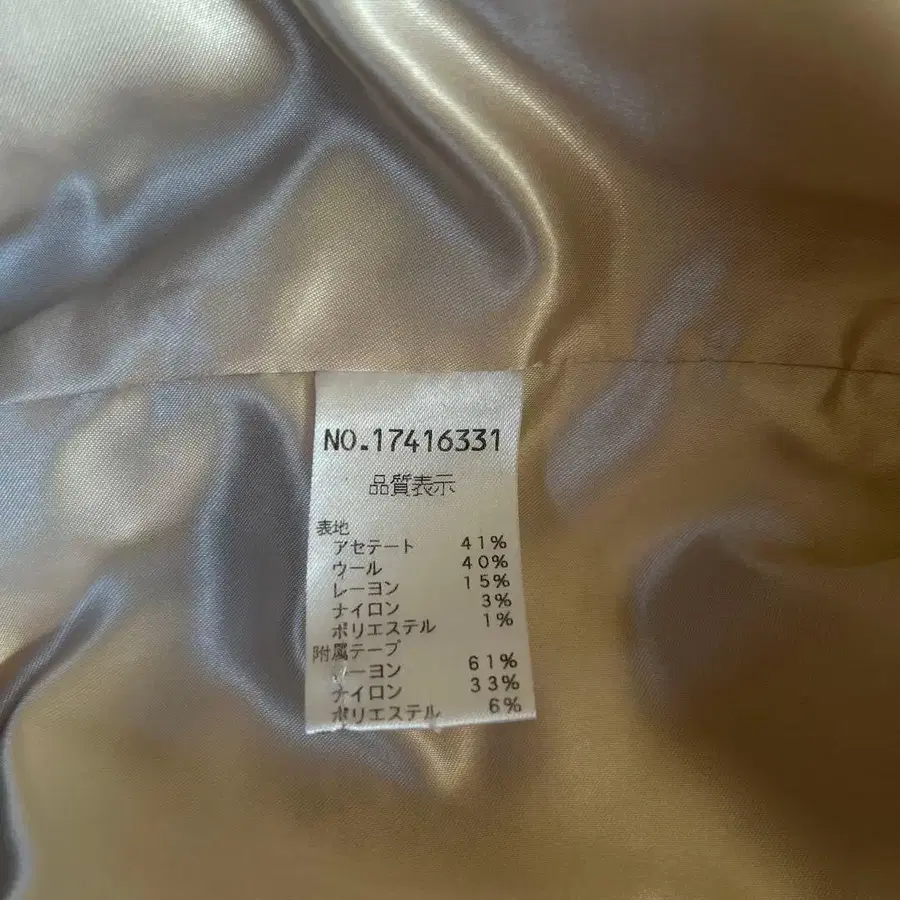 NO.17416331
品質表示
表地
アセテート 41%
ウール 40%
レーヨン 15%
ナイロン 3%
ポリエステル 1%
附属テープ
レーヨン 61%
ナイロン 33%
ポリエステル 6%